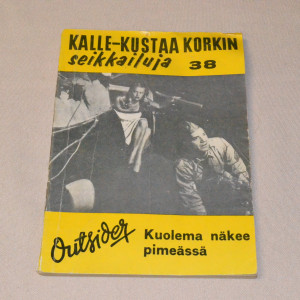 KALLE-KUSTAA KORKIN
seikkailuja 38
Outsider
Kuolema näkee
pimeässä